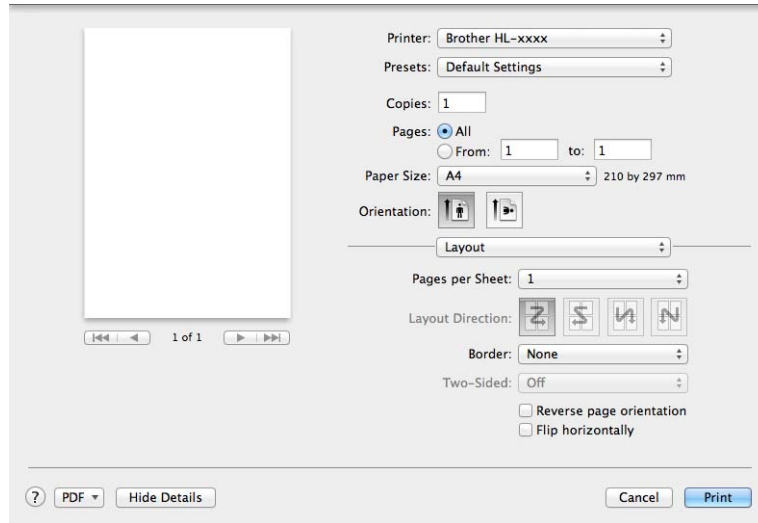 Printer: Brother HL-xxxx
Presets: Default Settings
Copies: 1
Pages: All
From: 1 to: 1
Paper Size: A4 210 by 297 mm
Orientation:
Layout
Pages per Sheet: 1
Layout Direction:
Border: None
Two-Sided: Off
Reverse page orientation
Flip horizontally
1 of 1
? PDF Hide Details Cancel Print